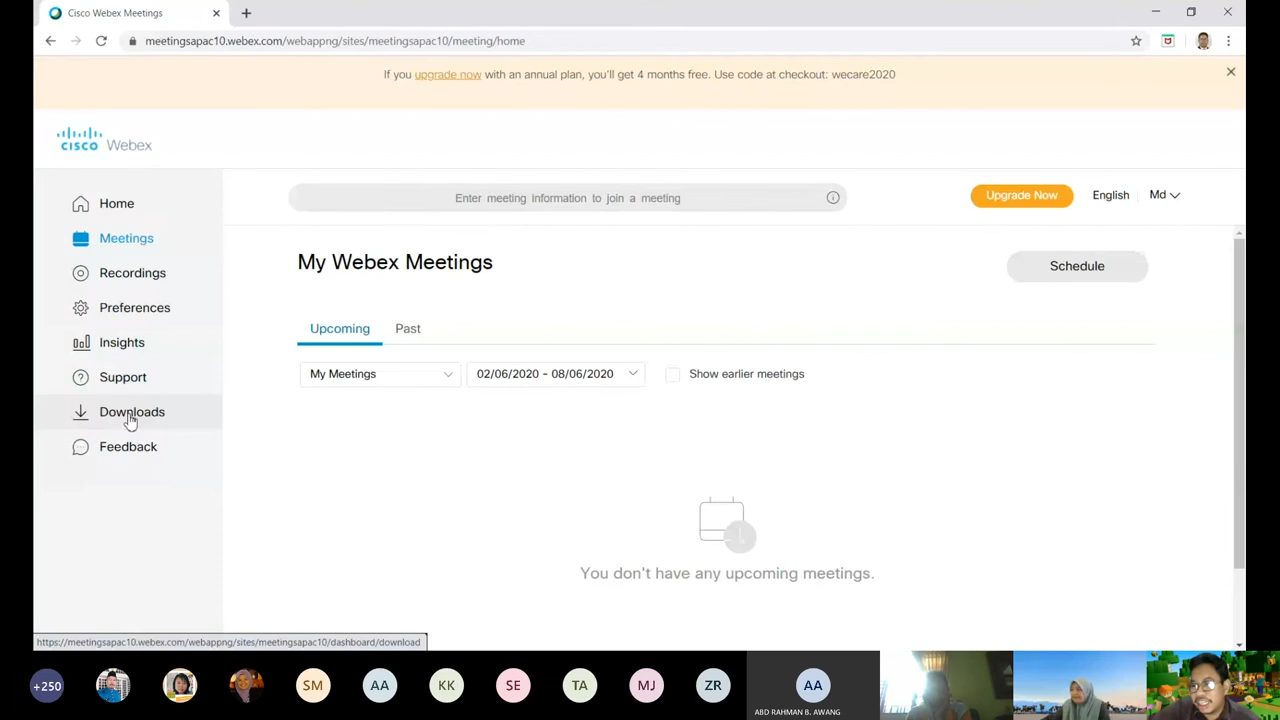 Cisco Webex Meetings
meetingsapac10.webex.com/webappng/sites/meetingsapac10/meeting/home
If you upgrade now with an annual plan, you'll get 4 months free. Use code at checkout: wecare2020
CISCO Webex
Enter meeting information to join a meeting
Upgrade Now
English
Md
Home
Meetings
Recordings
Preferences
Insights
Support
Downloads
Feedback
My Webex Meetings
Schedule
Upcoming Past
My Meetings 02/06/2020 - 08/06/2020 Show earlier meetings
You don't have any upcoming meetings.
https://meetingsapac10.webex.com/webappng/sites/meetingsapac10/dashboard/download
+250 SM AA KK SE TA MJ ZR AA
ABD RAHMAN B. AWANG